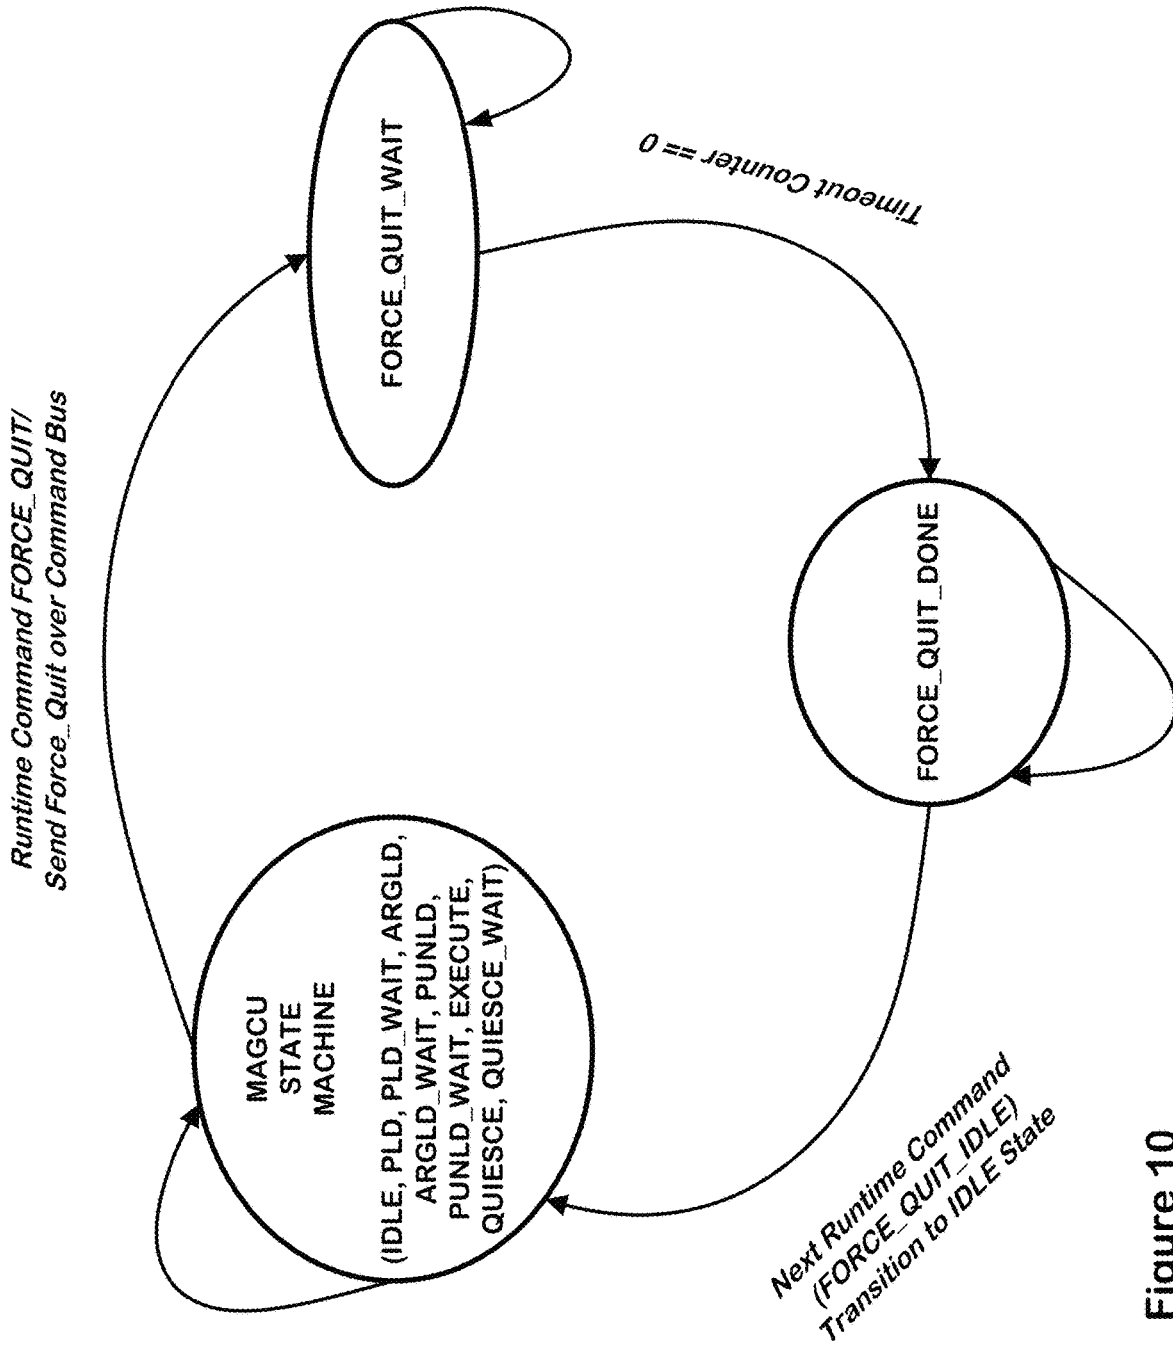 Runtime Command FORCE_QUIT/
Send Force_Quit over Command Bus
MAGCU
STATE
MACHINE
(IDLE, PLD, PLD_WAIT, ARGLD,
ARGLD_WAIT, PUNLD,
PUNLD_WAIT, EXECUTE,
QUIESCE, QUIESCE_WAIT)
FORCE_QUIT_WAIT
Timeout Counter == 0
FORCE_QUIT_DONE
Next Runtime Command
(FORCE_QUIT_IDLE)
Transition to IDLE State
Figure 10